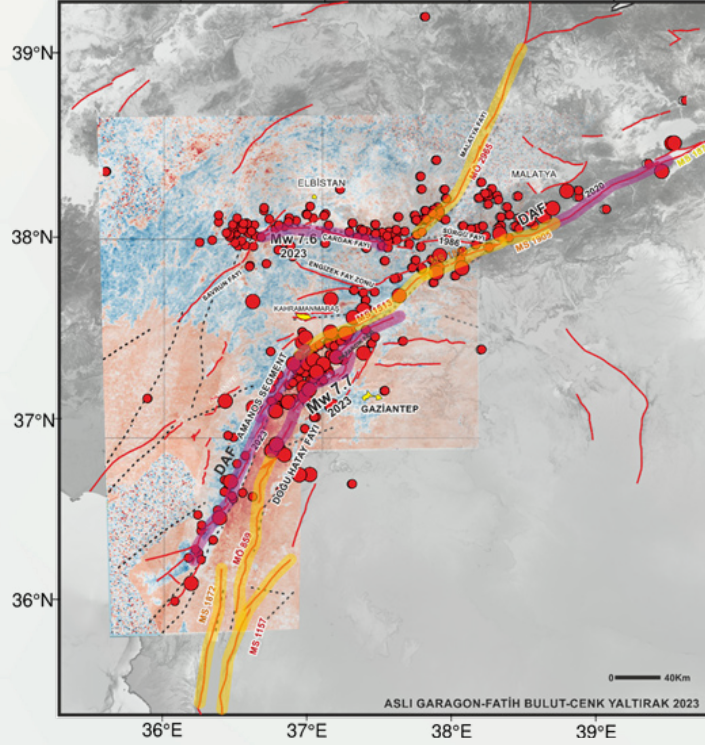 39°N
38°N
37°N
36°N
36°E
37°E
38°E
39°E
ELBİSTAN
MALATYA FAYI
MÖ 2965
MALATYA
2020
DAF
MS 1905
SÜRGÜ FAYI
1986
Mw 7.6
2023
ÇARDAK FAYI
SAVRUN FAYI
ENGİZEK FAY ZONU
KAHRAMANMARAŞ
MS 1513
GAZİANTEP
Mw 7.7
2023
AMANOS SEGMENT
DAF
2023
DOĞU HATAY FAYI
MÖ 859
MS 1872
MS 1157
0 40Km
ASLI GARAGON-FATİH BULUT-CENK YALTIRAK 2023